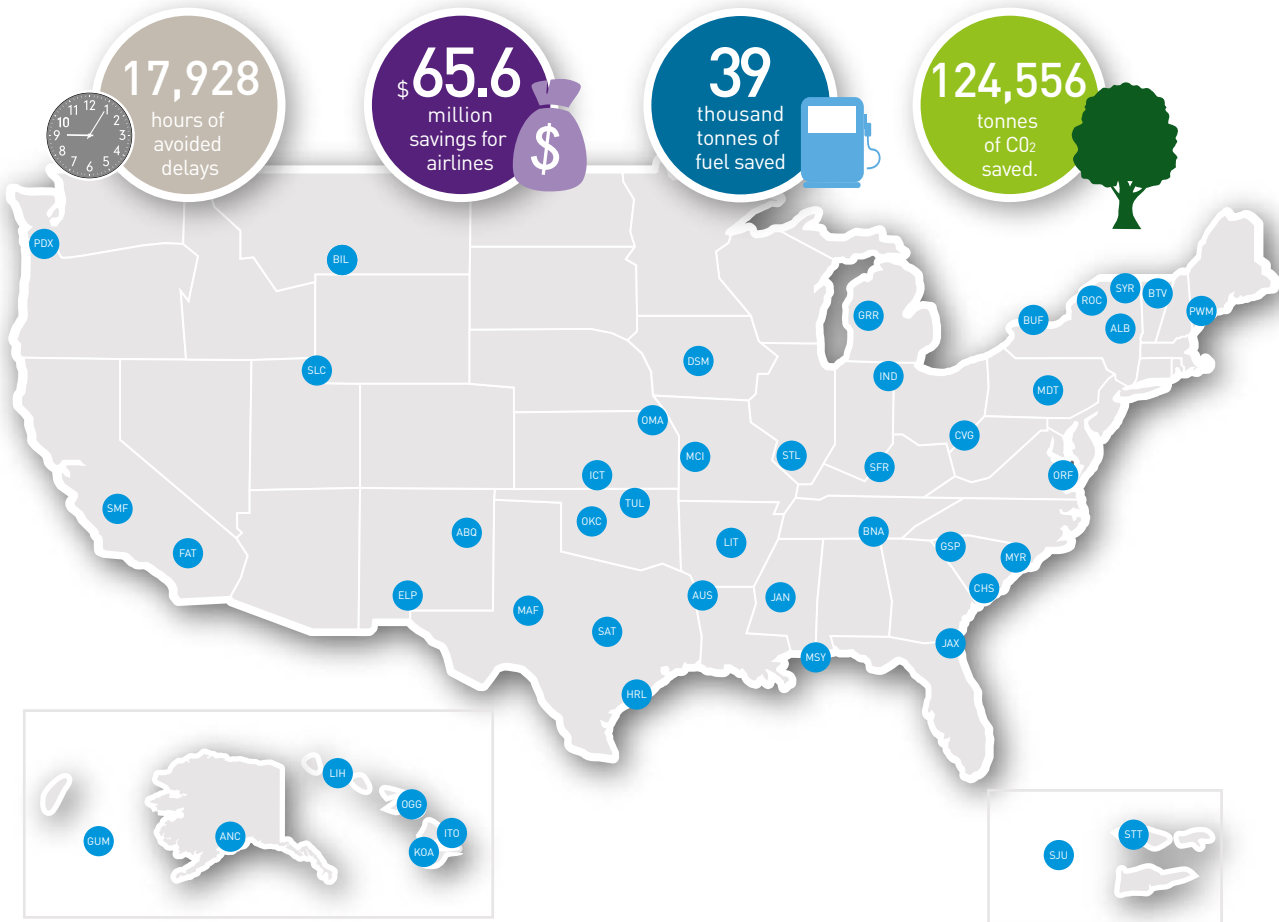 17,928
hours of
avoided
delays
12
1
2
3
4
5
6
7
8
9
10
11
$65.6
million
savings for
airlines
$
39
thousand
tonnes of
fuel saved
124,556
tonnes
of CO2
saved.
PDX
BIL
GRR
ROC
SYR
BTV
PWM
BUF
ALB
SLC
DSM
IND
MDT
OMA
CVG
MCI
STL
SFR
ORF
ICT
TUL
SMF
OKC
ABQ
LIT
BNA
GSP
MYR
FAT
ELP
MAF
AUS
JAN
CHS
SAT
MSY
JAX
HRL
LIH
OGG
ITO
KOA
GUM
ANC
STT
SJU